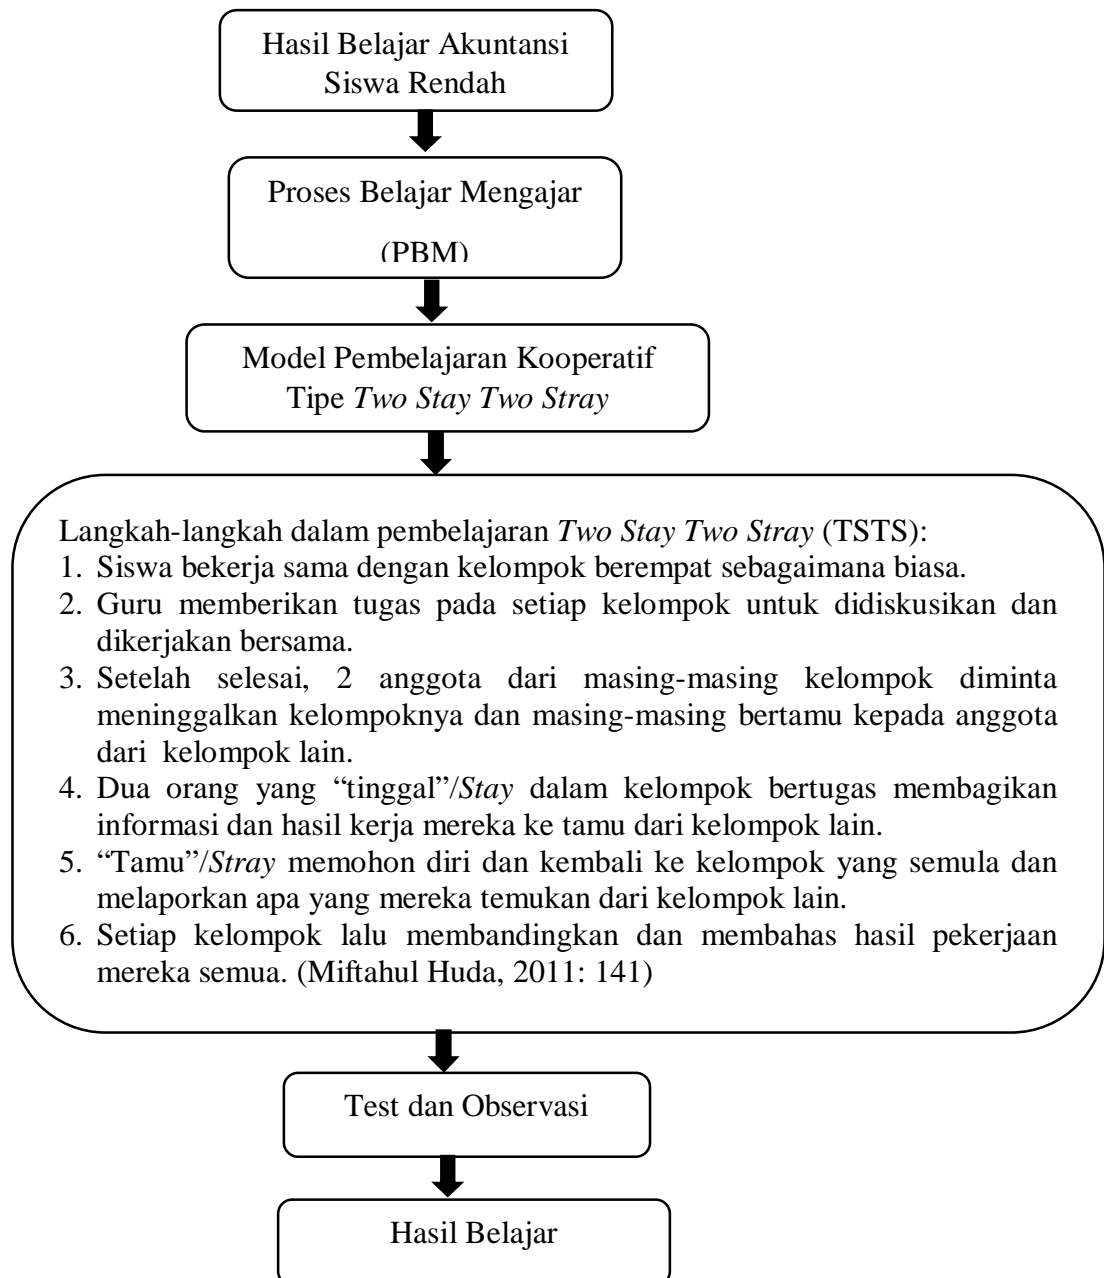 Hasil Belajar Akuntansi
Siswa Rendah
Proses Belajar Mengajar
(PBM)
Model Pembelajaran Kooperatif
Tipe Two Stay Two Stray
Langkah-langkah dalam pembelajaran Two Stay Two Stray (TSTS):
1. Siswa bekerja sama dengan kelompok berempat sebagaimana biasa.
2. Guru memberikan tugas pada setiap kelompok untuk didiskusikan dan
dikerjakan bersama.
3. Setelah selesai, 2 anggota dari masing-masing kelompok diminta
meninggalkan kelompoknya dan masing-masing bertamu kepada anggota
dari kelompok lain.
4. Dua orang yang “tinggal”/Stay dalam kelompok bertugas membagikan
informasi dan hasil kerja mereka ke tamu dari kelompok lain.
5. “Tamu”/Stray memohon diri dan kembali ke kelompok yang semula dan
melaporkan apa yang mereka temukan dari kelompok lain.
6. Setiap kelompok lalu membandingkan dan membahas hasil pekerjaan
mereka semua. (Miftahul Huda, 2011: 141)
Test dan Observasi
Hasil Belajar